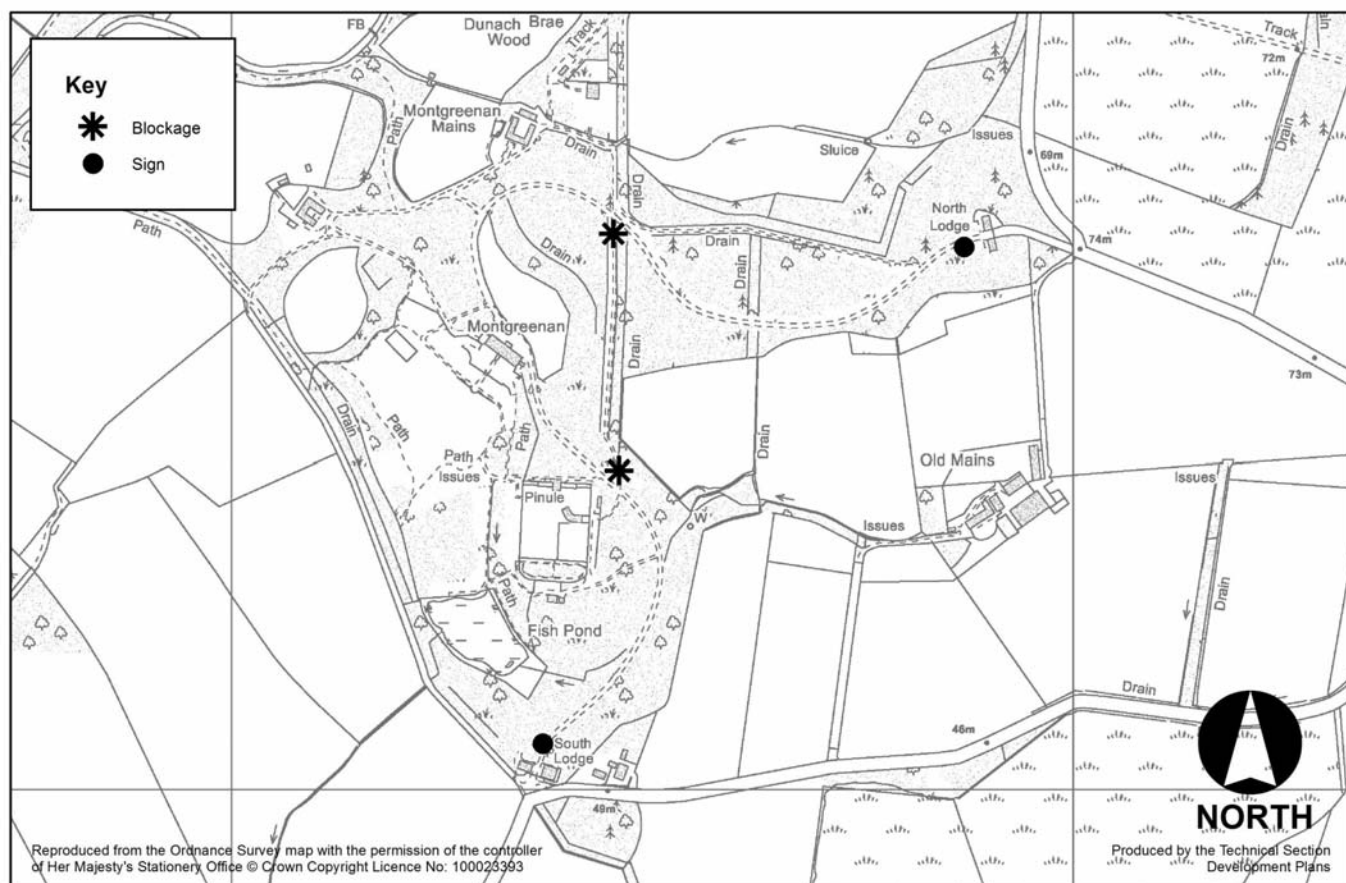 Key
Blockage
Sign
FB
Dunach Brae
Wood
Track
Track
72m
Drain
Montgreenan
Mains
Path
Drain
Sluice
Issues
69m
Drain
Path
North
Lodge
Drain
Drain
74m
Drain
Drain
Montgreenan
73m
Drain
Drain
Path
Path
Path
Issues
Drain
Old Mains
Issues
Pinule
W
Issues
Drain
Path
Fish Pond
Drain
46m
South
Lodge
49m
NORTH
Reproduced from the Ordnance Survey map with the permission of the controller
of Her Majesty's Stationery Office © Crown Copyright Licence No: 100023393
Produced by the Technical Section
Development Plans